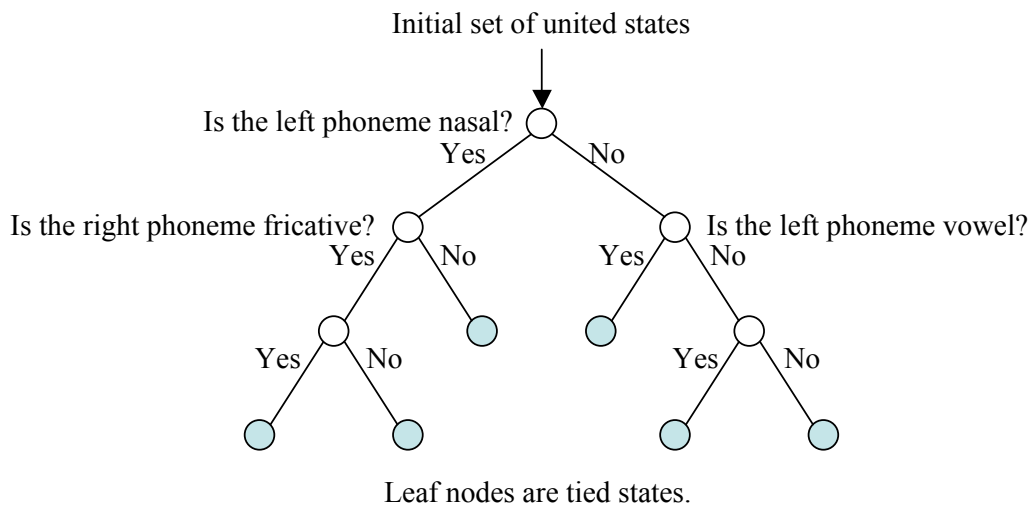 Initial set of united states
Is the left phoneme nasal?
Yes No
Is the right phoneme fricative? Is the left phoneme vowel?
Yes No Yes No
Yes No Yes No
Leaf nodes are tied states.